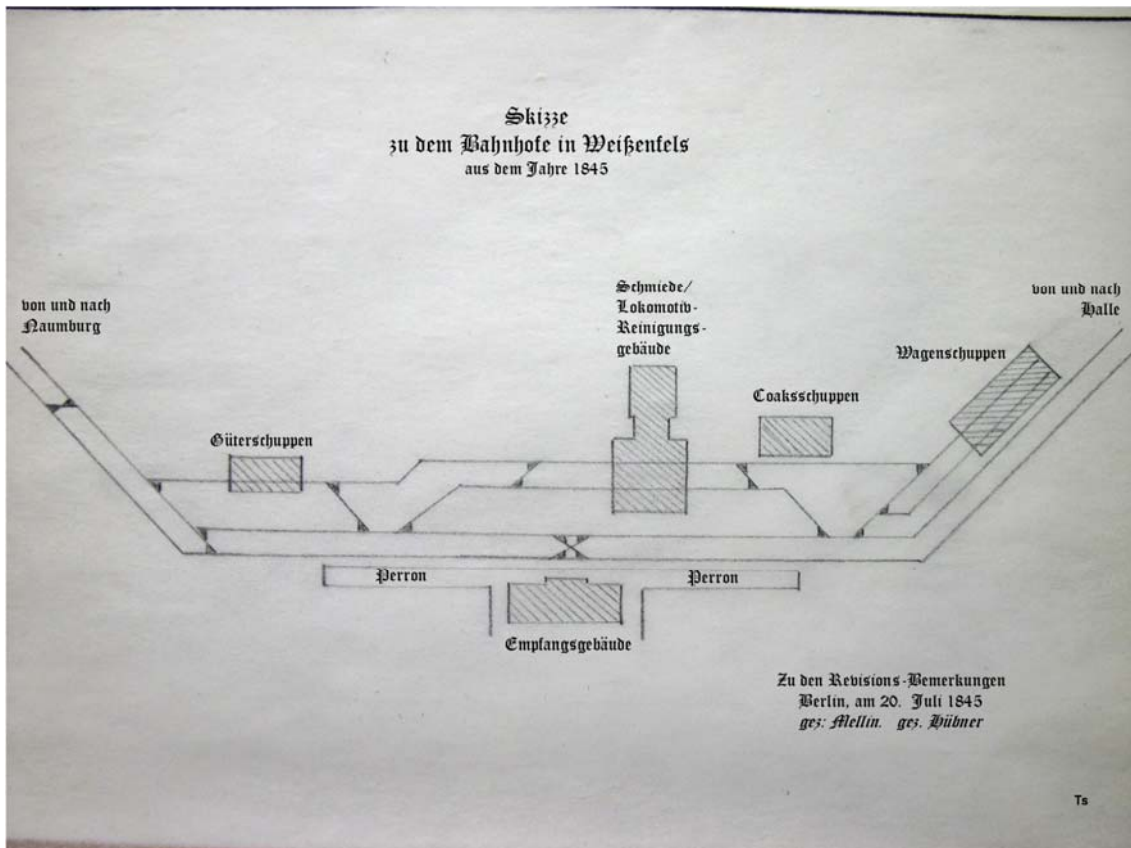 Skizze
zu dem Bahnhofe in Weißenfels
aus dem Jahre 1845
von und nach
Naumburg
Schmiede/
Lokomotiv-
Reinigungs-
gebäude
von und nach
Halle
Wagenschuppen
Coaksschuppen
Güterschuppen
Perron
Perron
Empfangsgebäude
Zu den Revisions-Bemerkungen
Berlin, am 20. Juli 1845
gez: Mellin. gez. Hübner
Ts